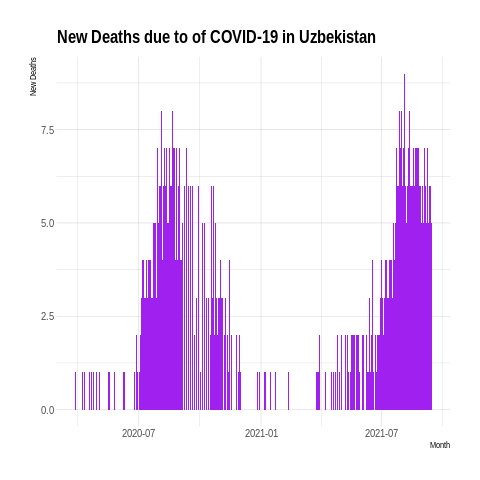 New Deaths due to of COVID-19 in Uzbekistan
New Deaths
7.5
5.0
2.5
0.0
2020-07
2021-01
2021-07
Month